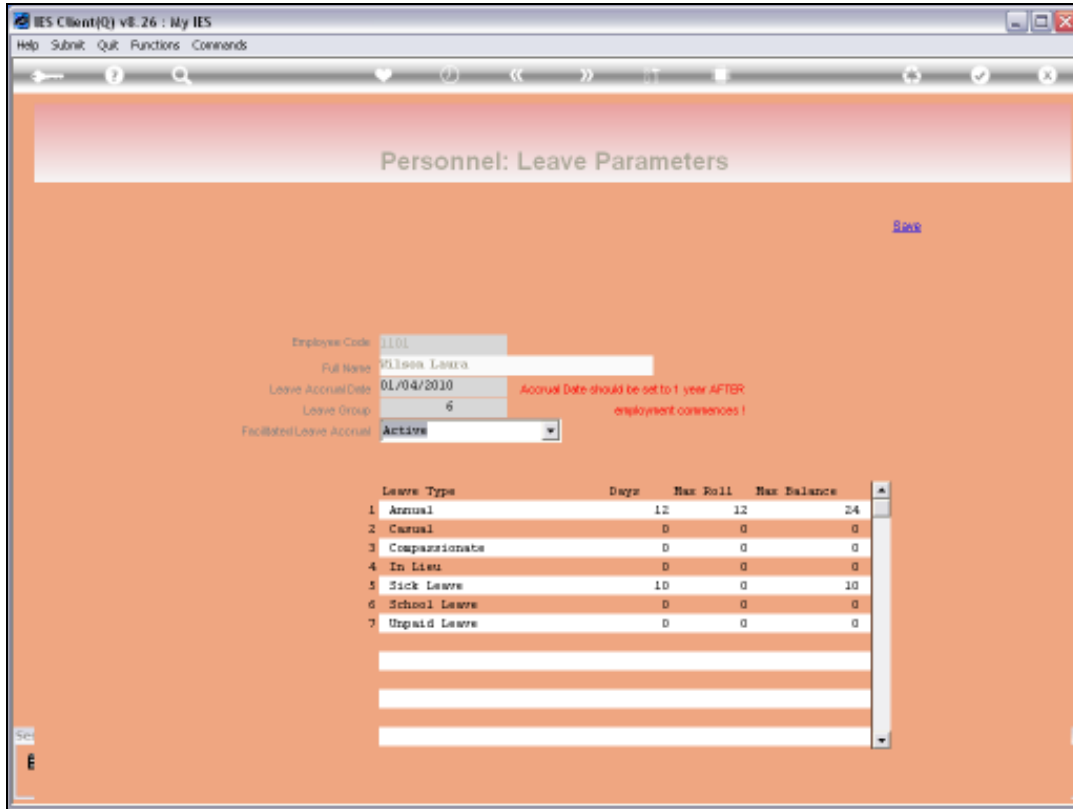 IES Client(Q) v8.26 : My IES
Help Submit Quit Functions Commands
Personnel: Leave Parameters
Save
Employee Code 1101
Full Name Wilson Laura
Leave Accrual Date 01/04/2010 Accrual Date should be set to 1 year AFTER
Leave Group 6 employment commences !
Facilitated Leave Accrual Active
Leave Type Days Max Roll Max Balance
1 Annual 12 12 24
2 Casual 0 0 0
3 Compassionate 0 0 0
4 In Lieu 0 0 0
5 Sick Leave 10 0 10
6 School Leave 0 0 0
7 Unpaid Leave 0 0 0